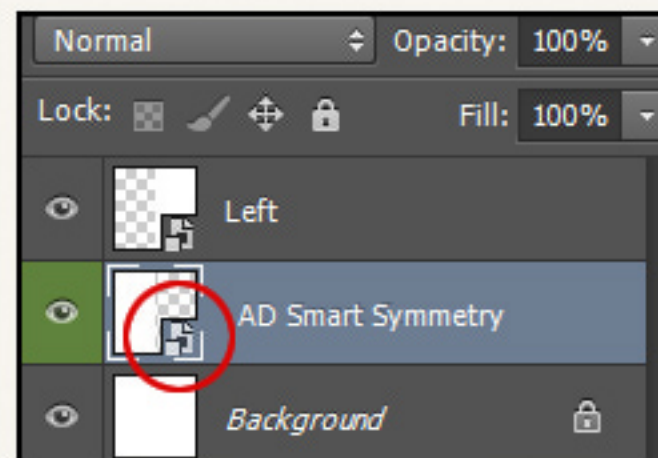 Normal Opacity: 100%
Lock: Fill: 100%
Left
AD Smart Symmetry
Background